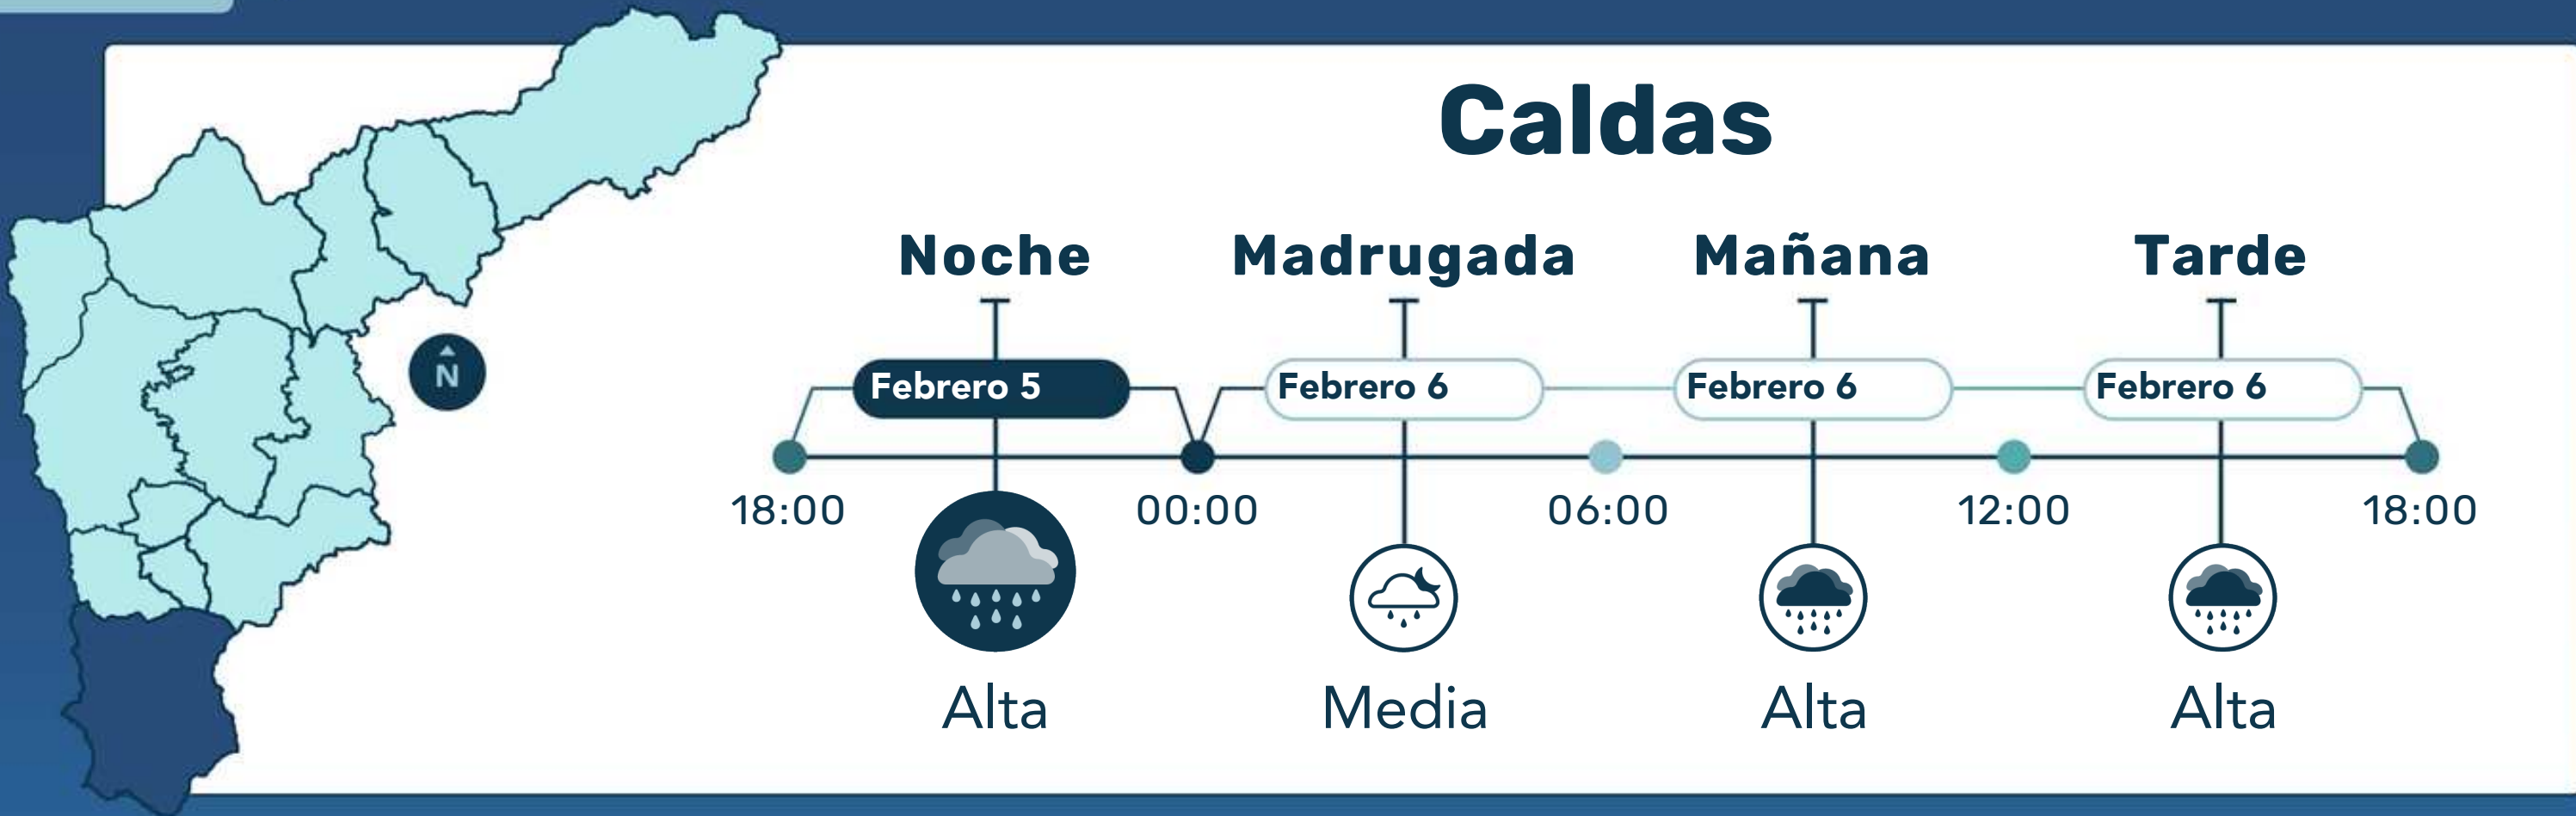 Caldas
Noche Madrugada Mañana Tarde
Febrero 5 Febrero 6 Febrero 6 Febrero 6
N
18:00 00:00 06:00 12:00 18:00
Alta Media Alta Alta